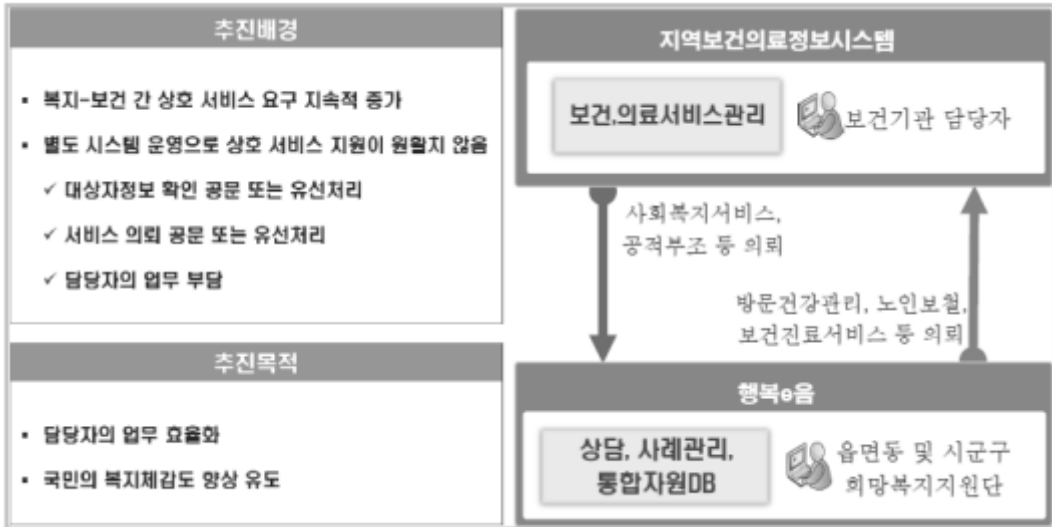 추진배경
▪ 복지-보건 간 상호 서비스 요구 지속적 증가
▪ 별도 시스템 운영으로 상호 서비스 지원이 원활치 않음
✓ 대상자정보 확인 공문 또는 유선처리
✓ 서비스 의뢰 공문 또는 유선처리
✓ 담당자의 업무 부담
추진목적
▪ 담당자의 업무 효율화
▪ 국민의 복지체감도 향상 유도
지역보건의료정보시스템
보건,의료서비스관리
보건기관 담당자
사회복지서비스,
공적부조 등 의뢰
방문건강관리, 노인보철,
보건진료서비스 등 의뢰
행복e음
상담, 사례관리,
통합자원DB
읍면동 및 시군구
희망복지지원단